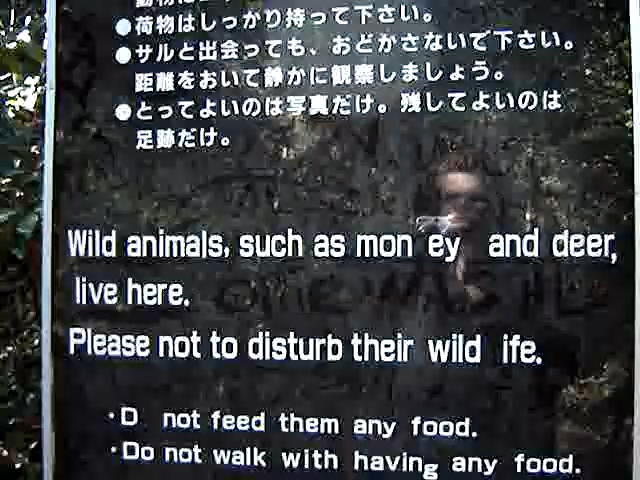 ●荷物はしっかり持って下さい。
●サルと出会っても、おどかさないで下さい。
距離をおいて静かに観察しましょう。
●とってよいのは写真だけ。残してよいのは
足跡だけ。
Wild animals, such as mon ey and deer,
live here.
Please not to disturb their wild ife.
・D not feed them any food.
・Do not walk with having any food.